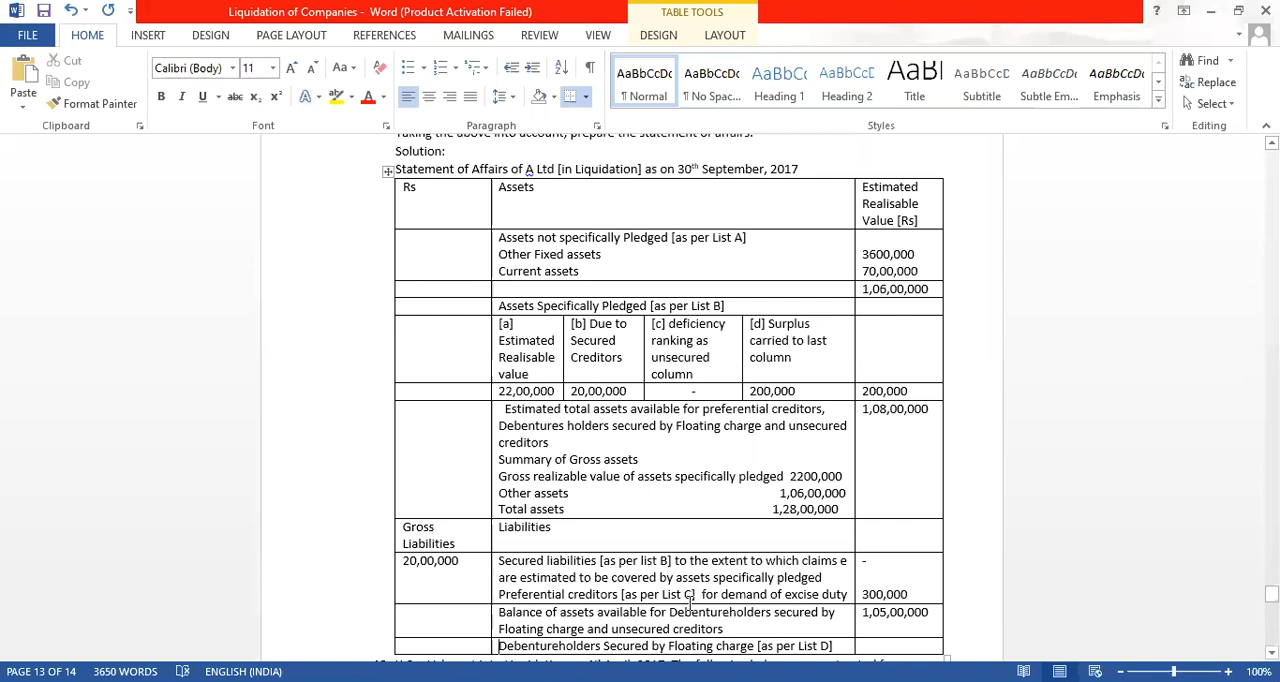 Liquidation of Companies - Word (Product Activation Failed)
TABLE TOOLS
FILE
HOME
INSERT
DESIGN
PAGE LAYOUT
REFERENCES
MAILINGS
REVIEW
VIEW
DESIGN
LAYOUT
Paste
Cut
Copy
Format Painter
Clipboard
Calibri (Body)
11
Font
Paragraph
AaBbCcDc
¶ Normal
AaBbCcDc
¶ No Spac...
AaBbCc
Heading 1
AaBbCcD
Heading 2
AaBl
Title
AaBbCcD
Subtitle
AaBbCcDc
Subtle Em...
AaBbCcDc
Emphasis
Styles
Find
Replace
Select
Editing
Taking the above into account, prepare the statement of affairs.
Solution:
Statement of Affairs of A Ltd [in Liquidation] as on 30th September, 2017
Rs
Assets
Estimated
Realisable
Value [Rs]
Assets not specifically Pledged [as per List A]
Other Fixed assets 3600,000
Current assets 70,00,000
1,06,00,000
Assets Specifically Pledged [as per List B]
[a]
Estimated
Realisable
value
[b] Due to
Secured
Creditors
[c] deficiency
ranking as
unsecured
column
[d] Surplus
carried to last
column
22,00,000 20,00,000 - 200,000 200,000
Estimated total assets available for preferential creditors, 1,08,00,000
Debentures holders secured by Floating charge and unsecured
creditors
Summary of Gross assets
Gross realizable value of assets specifically pledged 2200,000
Other assets 1,06,00,000
Total assets 1,28,00,000
Gross
Liabilities
Liabilities
20,00,000 Secured liabilities [as per list B] to the extent to which claims e -
are estimated to be covered by assets specifically pledged
Preferential creditors [as per List C] for demand of excise duty 300,000
Balance of assets available for Debentureholders secured by 1,05,00,000
Floating charge and unsecured creditors
Debentureholders Secured by Floating charge [as per List D]
PAGE 13 OF 14
3650 WORDS
ENGLISH (INDIA)
100%